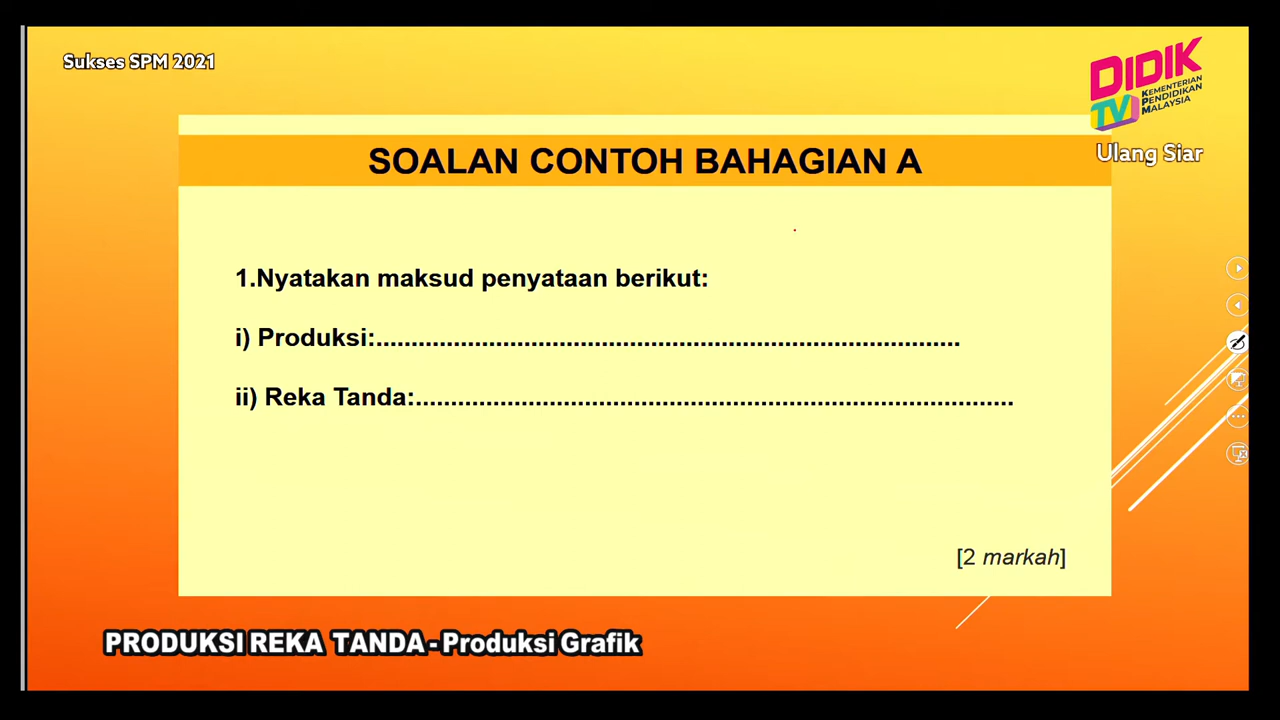 Sukses SPM 2021
DIDIK
TV
KEMENTERIAN
PENDIDIKAN
MALAYSIA
Ulang Siar
SOALAN CONTOH BAHAGIAN A
1.Nyatakan maksud penyataan berikut:
i) Produksi:...................................................................................
ii) Reka Tanda:.....................................................................................
[2 markah]
PRODUKSI REKA TANDA - Produksi Grafik